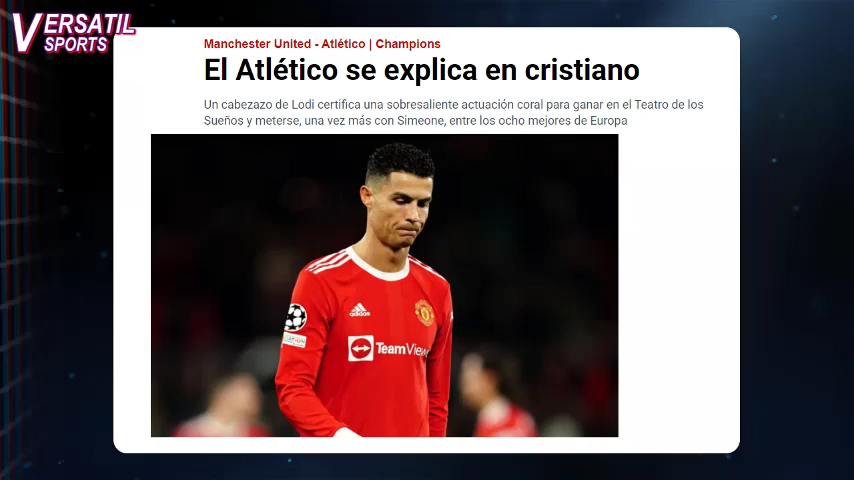 VERSATIL
SPORTS
Manchester United - Atlético | Champions
El Atlético se explica en cristiano
Un cabezazo de Lodi certifica una sobresaliente actuación coral para ganar en el Teatro de los
Sueños y meterse, una vez más con Simeone, entre los ocho mejores de Europa
adidas
TeamView